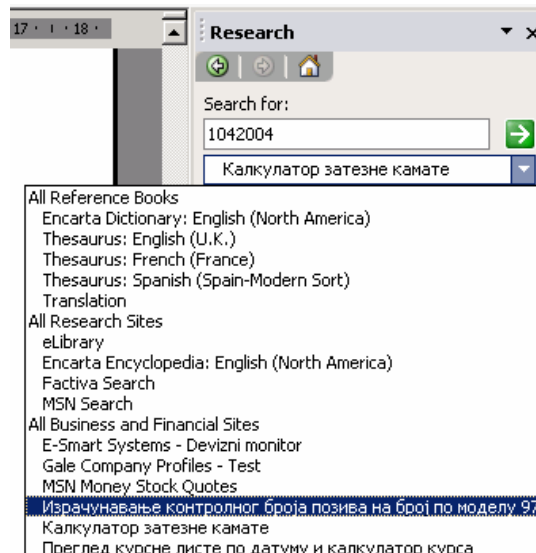 17 · ı · 18 ·
Research
Search for:
1042004
Калкулатор затезне камате
All Reference Books
Encarta Dictionary: English (North America)
Thesaurus: English (U.K.)
Thesaurus: French (France)
Thesaurus: Spanish (Spain-Modern Sort)
Translation
All Research Sites
eLibrary
Encarta Encyclopedia: English (North America)
Factiva Search
MSN Search
All Business and Financial Sites
E-Smart Systems - Devizni monitor
Gale Company Profiles - Test
MSN Money Stock Quotes
Израчунавање контролног броја позива на број по моделу 97
Калкулатор затезне камате
Преглед курсне листе по датуму и калкулатор курса